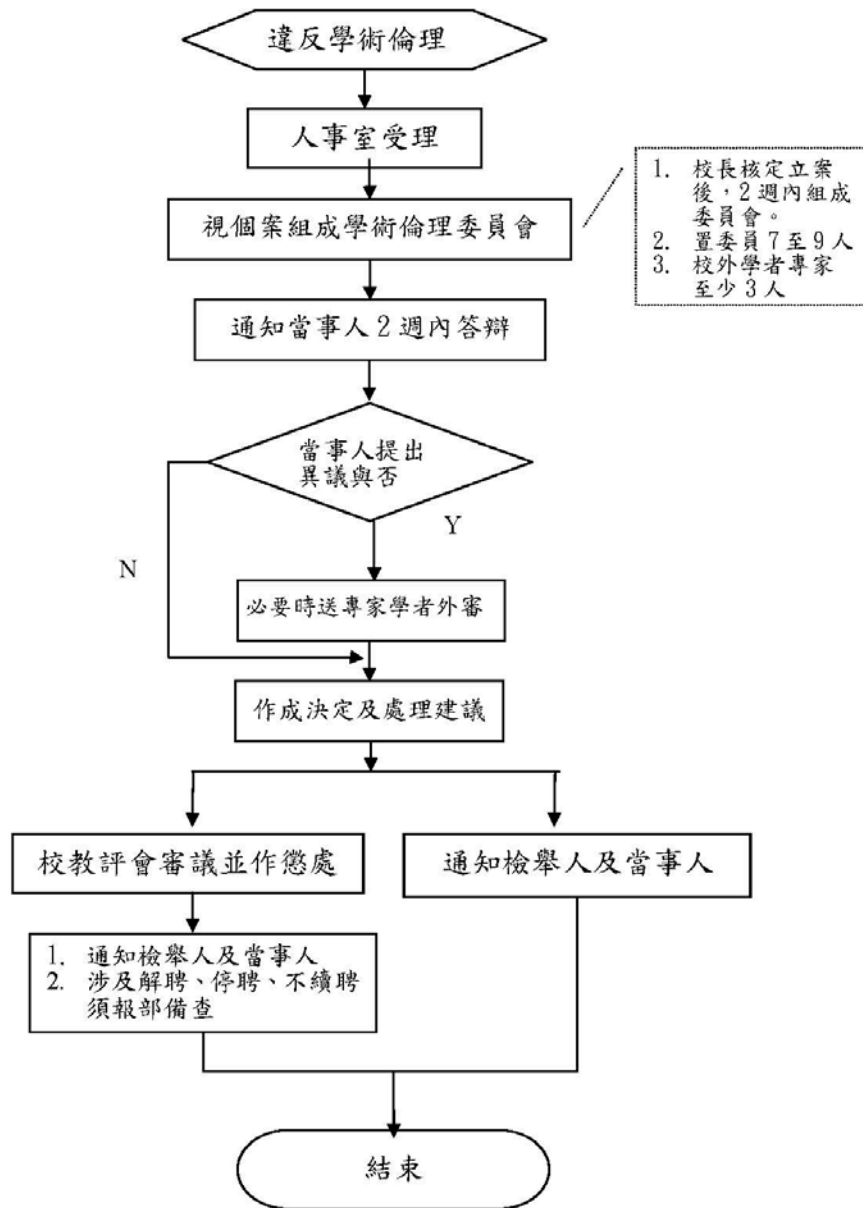 違反學術倫理
人事室受理
視個案組成學術倫理委員會
1. 校長核定立案
後，2週內組成
委員會。
2. 置委員7至9人
3. 校外學者專家
至少3人
通知當事人2週內答辯
當事人提出
異議與否
Y
N
必要時送專家學者外審
作成決定及處理建議
校教評會審議並作懲處
通知檢舉人及當事人
1. 通知檢舉人及當事人
2. 涉及解聘、停聘、不續聘
須報部備查
結束